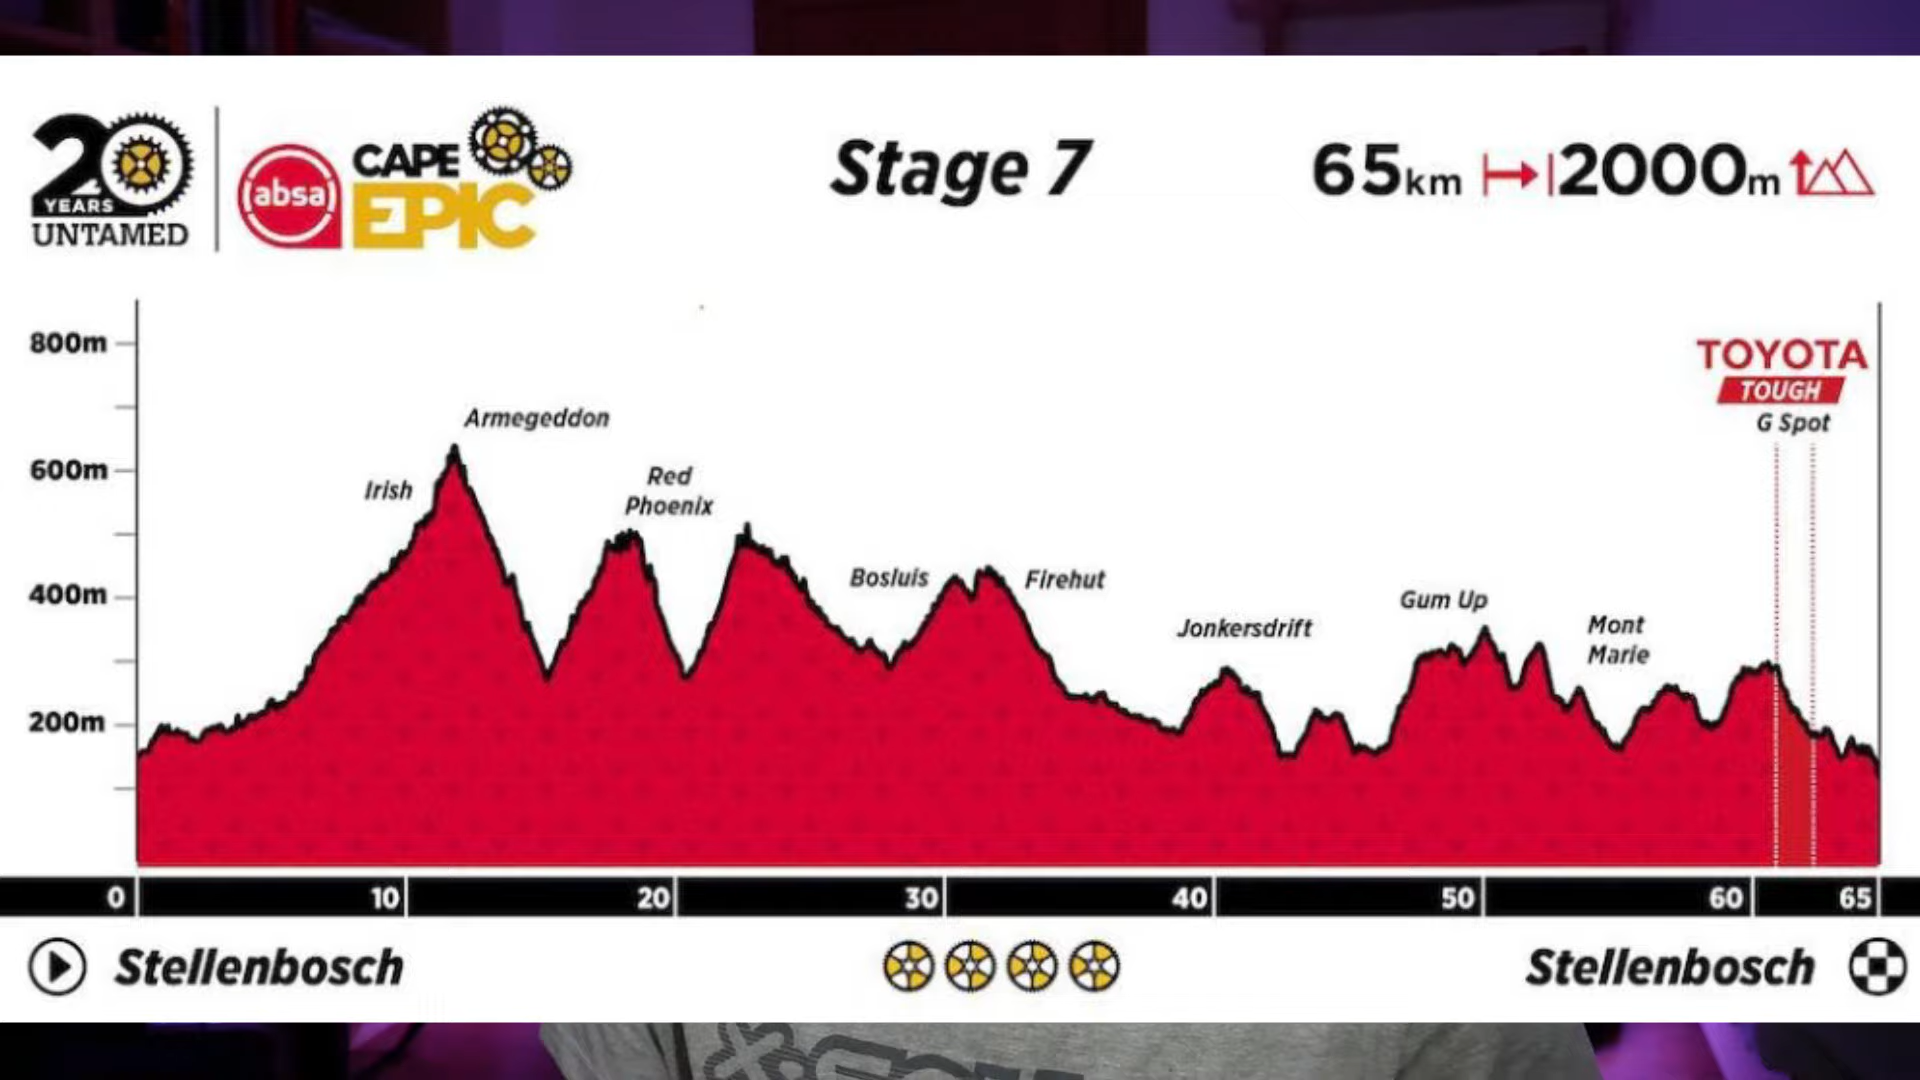 20
YEARS
UNTAMED
absa
CAPE
EPIC
Stage 7
65km
2000m
800m
600m
400m
200m
Irish
Armegeddon
Red
Phoenix
Bosluis
Firehut
Jonkersdrift
Gum Up
Mont
Marie
TOYOTA
TOUGH
G Spot
0 10 20 30 40 50 60 65
Stellenbosch
Stellenbosch